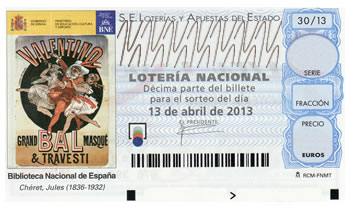 GOBIERNO DE ESPAÑA
MINISTERIO DE EDUCACIÓN, CULTURA Y DEPORTE
BNE
S.E. LOTERÍAS Y APUESTAS DEL ESTADO
30/13
VALENTINO
GRAND BAL MASQUÉ
& TRAVESTI
Biblioteca Nacional de España
Chéret, Jules (1836-1932)
LOTERÍA NACIONAL
Décima parte del billete
para el sorteo del día
13 de abril de 2013
EL PRESIDENTE,
SERIE
FRACCIÓN
PRECIO
EUROS
RCM-FNMT